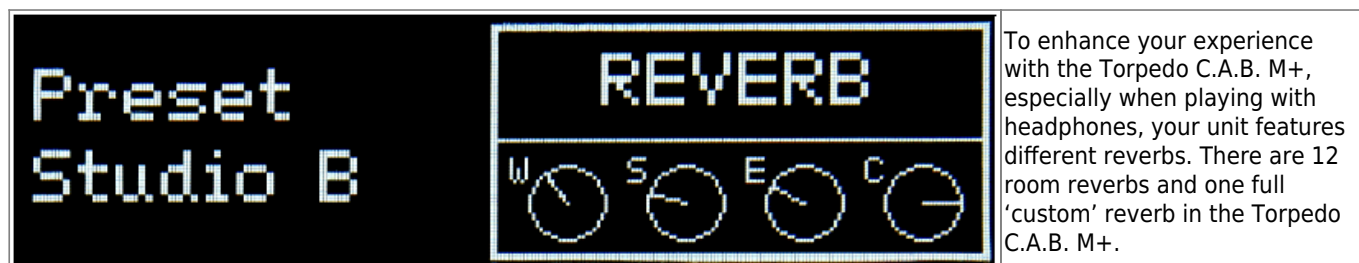 Preset
Studio B
REVERB
W S E C
To enhance your experience
with the Torpedo C.A.B. M+,
especially when playing with
headphones, your unit features
different reverbs. There are 12
room reverbs and one full
‘custom’ reverb in the Torpedo
C.A.B. M+.